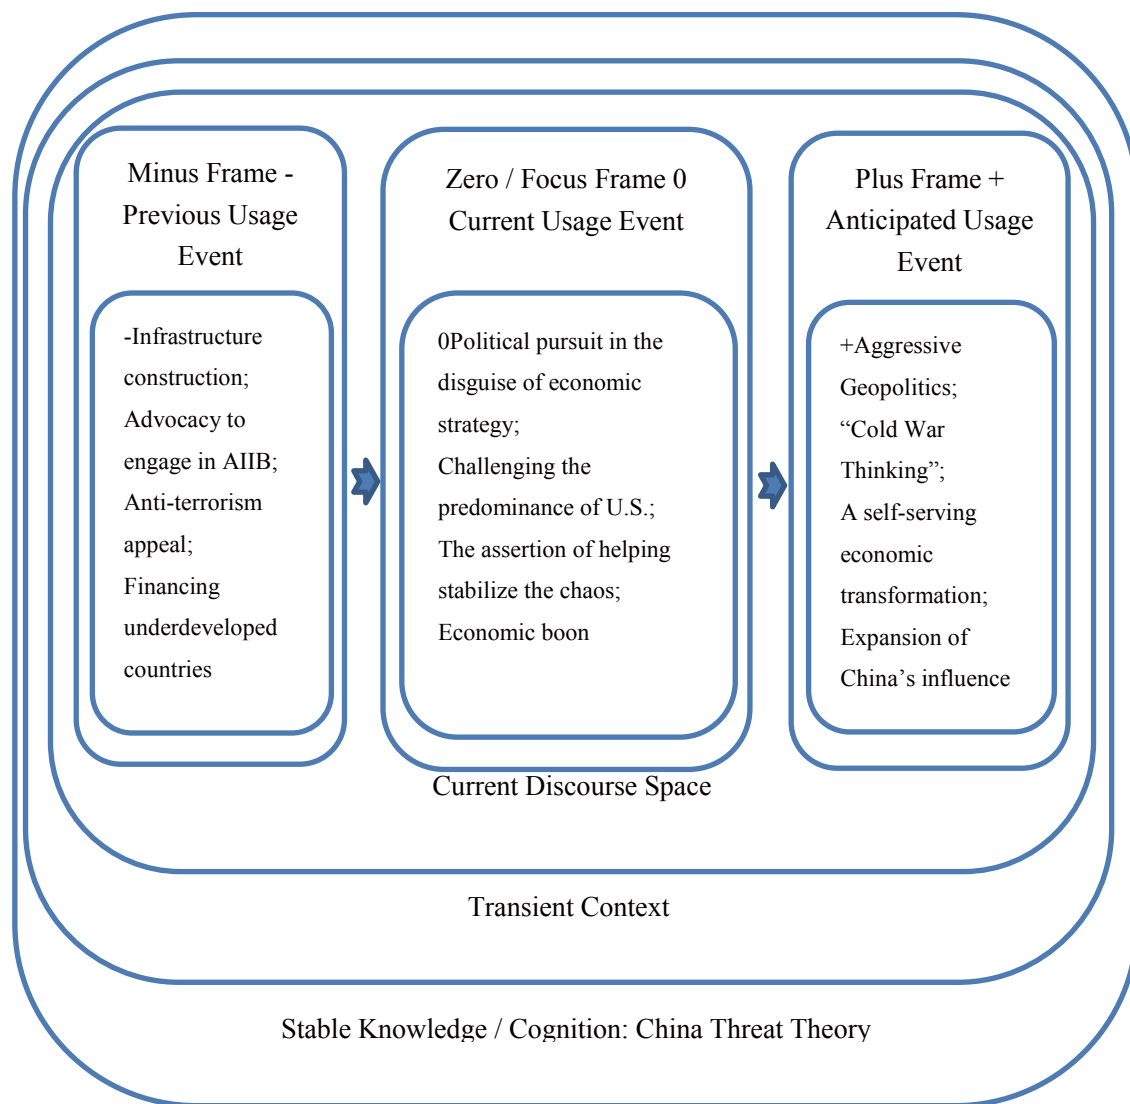 Minus Frame -
Previous Usage
Event
-Infrastructure
construction;
Advocacy to
engage in AIIB;
Anti-terrorism
appeal;
Financing
underdeveloped
countries
Zero / Focus Frame 0
Current Usage Event
0Political pursuit in the
disguise of economic
strategy;
Challenging the
predominance of U.S.;
The assertion of helping
stabilize the chaos;
Economic boon
Plus Frame +
Anticipated Usage
Event
+Aggressive
Geopolitics;
“Cold War
Thinking”;
A self-serving
economic
transformation;
Expansion of
China’s influence
Current Discourse Space
Transient Context
Stable Knowledge / Cognition: China Threat Theory